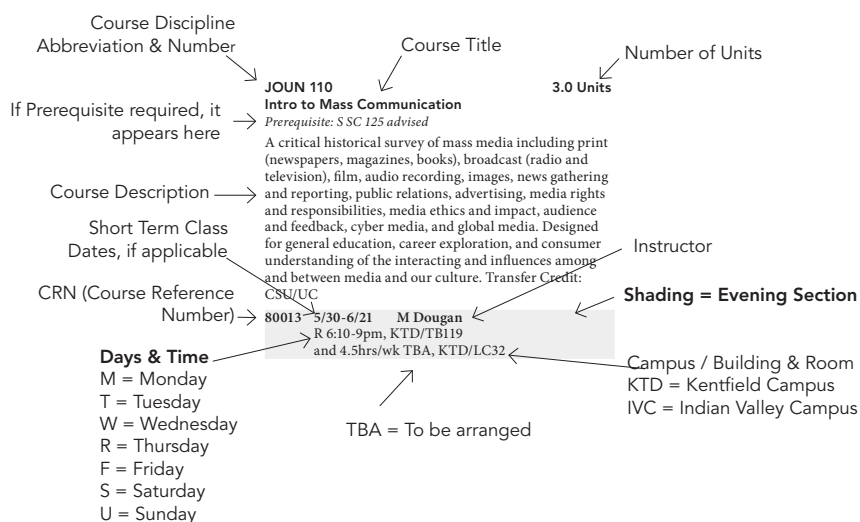 Course Discipline
Abbreviation & Number
Course Title
Number of Units
JOUN 110
3.0 Units
Intro to Mass Communication
If Prerequisite required, it
appears here
Prerequisite: S SC 125 advised
A critical historical survey of mass media including print
(newspapers, magazines, books), broadcast (radio and
television), film, audio recording, images, news gathering
and reporting, public relations, advertising, media rights
and responsibilities, media ethics and impact, audience
and feedback, cyber media, and global media. Designed
for general education, career exploration, and consumer
understanding of the interacting and influences among
and between media and our culture. Transfer Credit:
CSU/UC
Course Description
Short Term Class
Dates, if applicable
Instructor
CRN (Course Reference
Number)
Shading = Evening Section
80013 5/30-6/21 M Dougan
R 6:10-9pm, KTD/TB119
and 4.5hrs/wk TBA, KTD/LC32
Days & Time
M = Monday
T = Tuesday
W = Wednesday
R = Thursday
F = Friday
S = Saturday
U = Sunday
TBA = To be arranged
Campus / Building & Room
KTD = Kentfield Campus
IVC = Indian Valley Campus